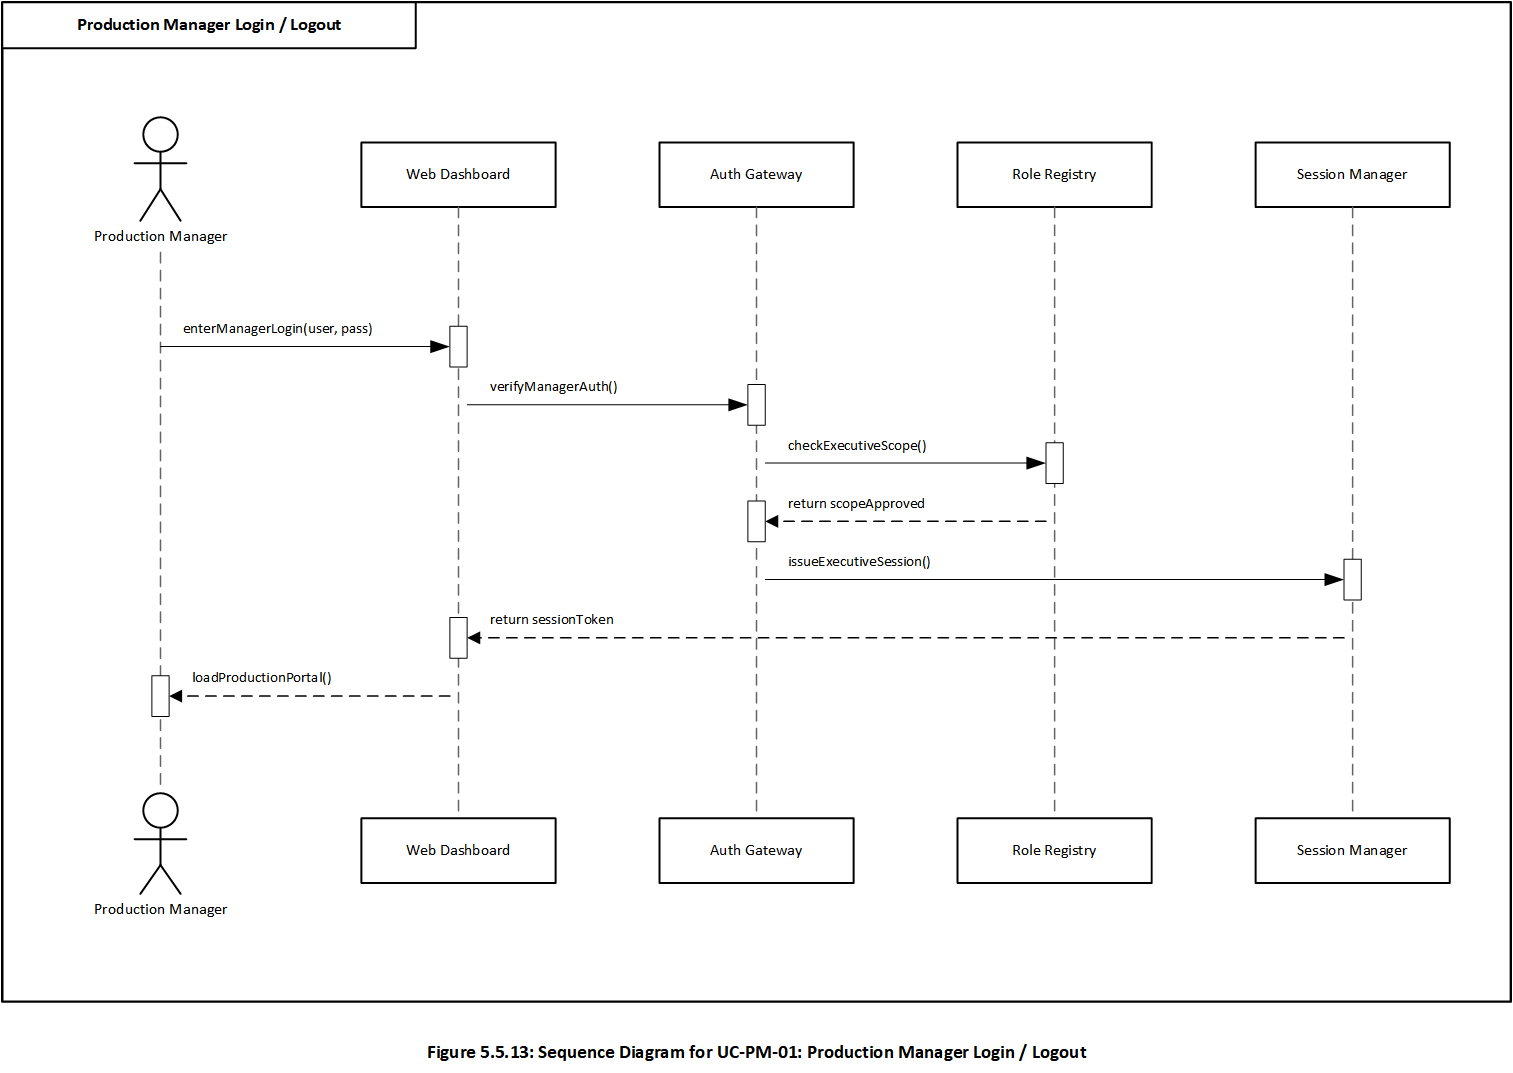 Production Manager Login / Logout
Production Manager
Web Dashboard
Auth Gateway
Role Registry
Session Manager
enterManagerLogin(user, pass)
verifyManagerAuth()
checkExecutiveScope()
return scopeApproved
issueExecutiveSession()
return sessionToken
loadProductionPortal()
Production Manager
Web Dashboard
Auth Gateway
Role Registry
Session Manager
Figure 5.5.13: Sequence Diagram for UC-PM-01: Production Manager Login / Logout